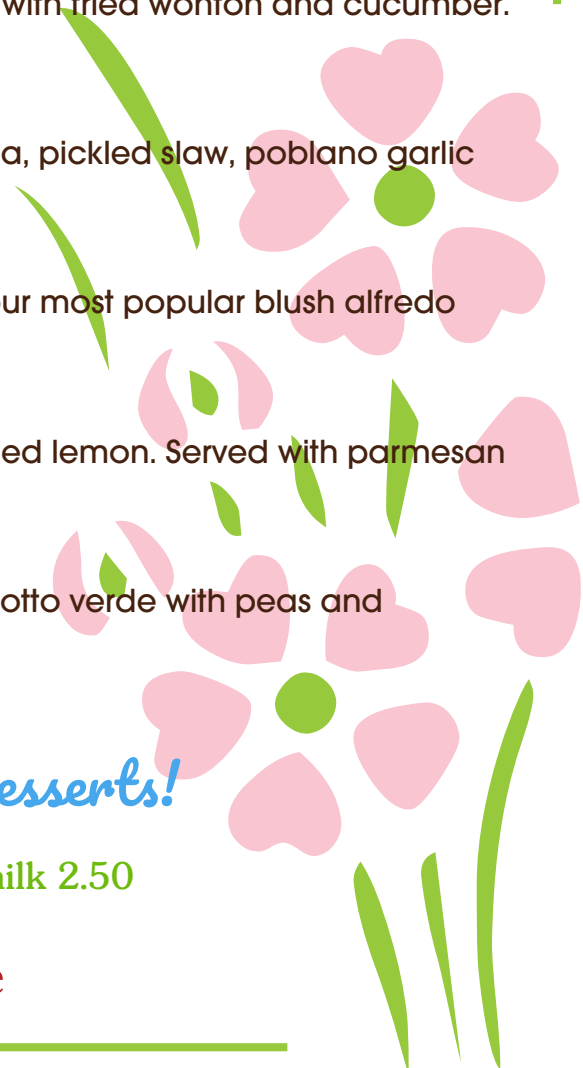 with fried wonton and cucumber.
a, pickled slaw, poblano garlic
our most popular blush alfredo
ed lemon. Served with parmesan
otto verde with peas and
esserts!
ilk 2.50
e